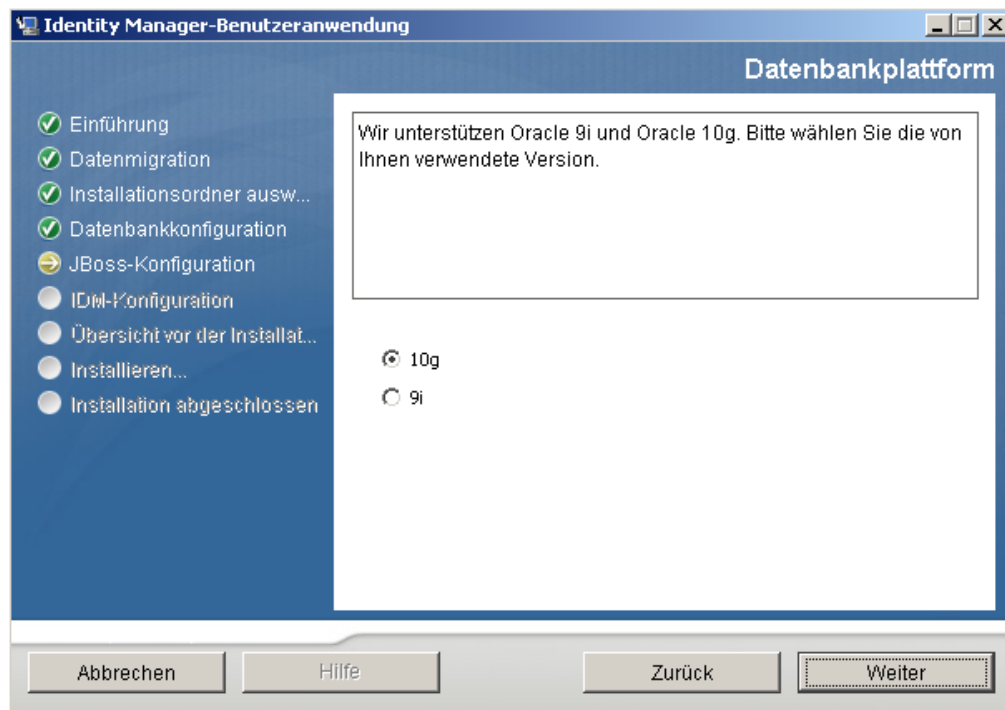 Identity Manager-Benutzeranwendung
Datenbankplattform
Einführung
Datenmigration
Installationsordner ausw...
Datenbankkonfiguration
JBoss-Konfiguration
IDM-Konfiguration
Übersicht vor der Installat...
Installieren...
Installation abgeschlossen
Wir unterstützen Oracle 9i und Oracle 10g. Bitte wählen Sie die von
Ihnen verwendete Version.
10g
9i
Abbrechen
Hilfe
Zurück
Weiter